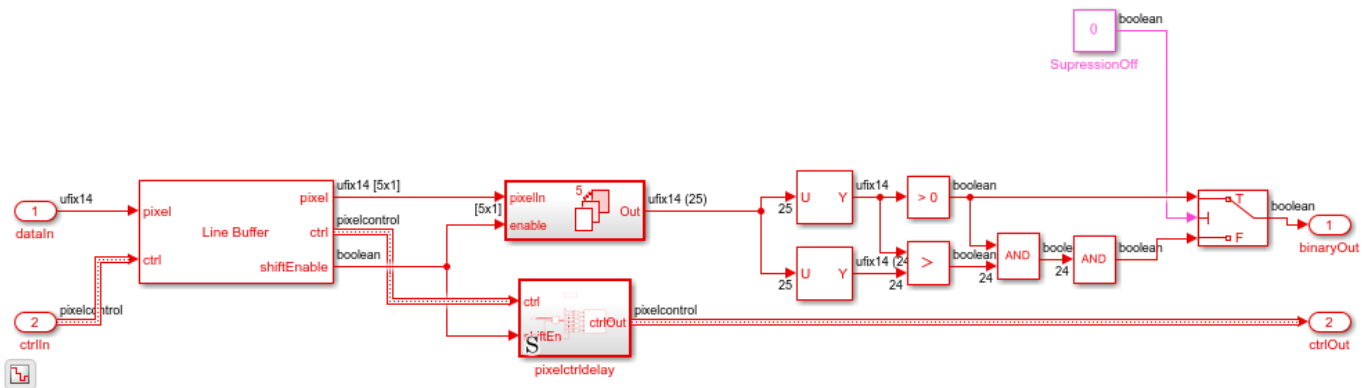 boolean
0
SupressionOff
ufix14
1
dataIn
pixel
ctrl
Line Buffer
pixel
ctrl
shiftEnable
ufix14 [5x1]
pixelcontrol
boolean
[5x1]
pixelIn
enable
5
Out
ufix14 (25)
U
Y
25
ufix14
> 0
boolean
U
Y
25
ufix14 (24
24
>
boolean
24
AND
boole
24
AND
boolean
T
F
boolean
1
binaryOut
pixelcontrol
2
ctrlIn
ctrl
shiftEn
S
ctrlOut
pixelctrldelay
pixelcontrol
2
ctrlOut